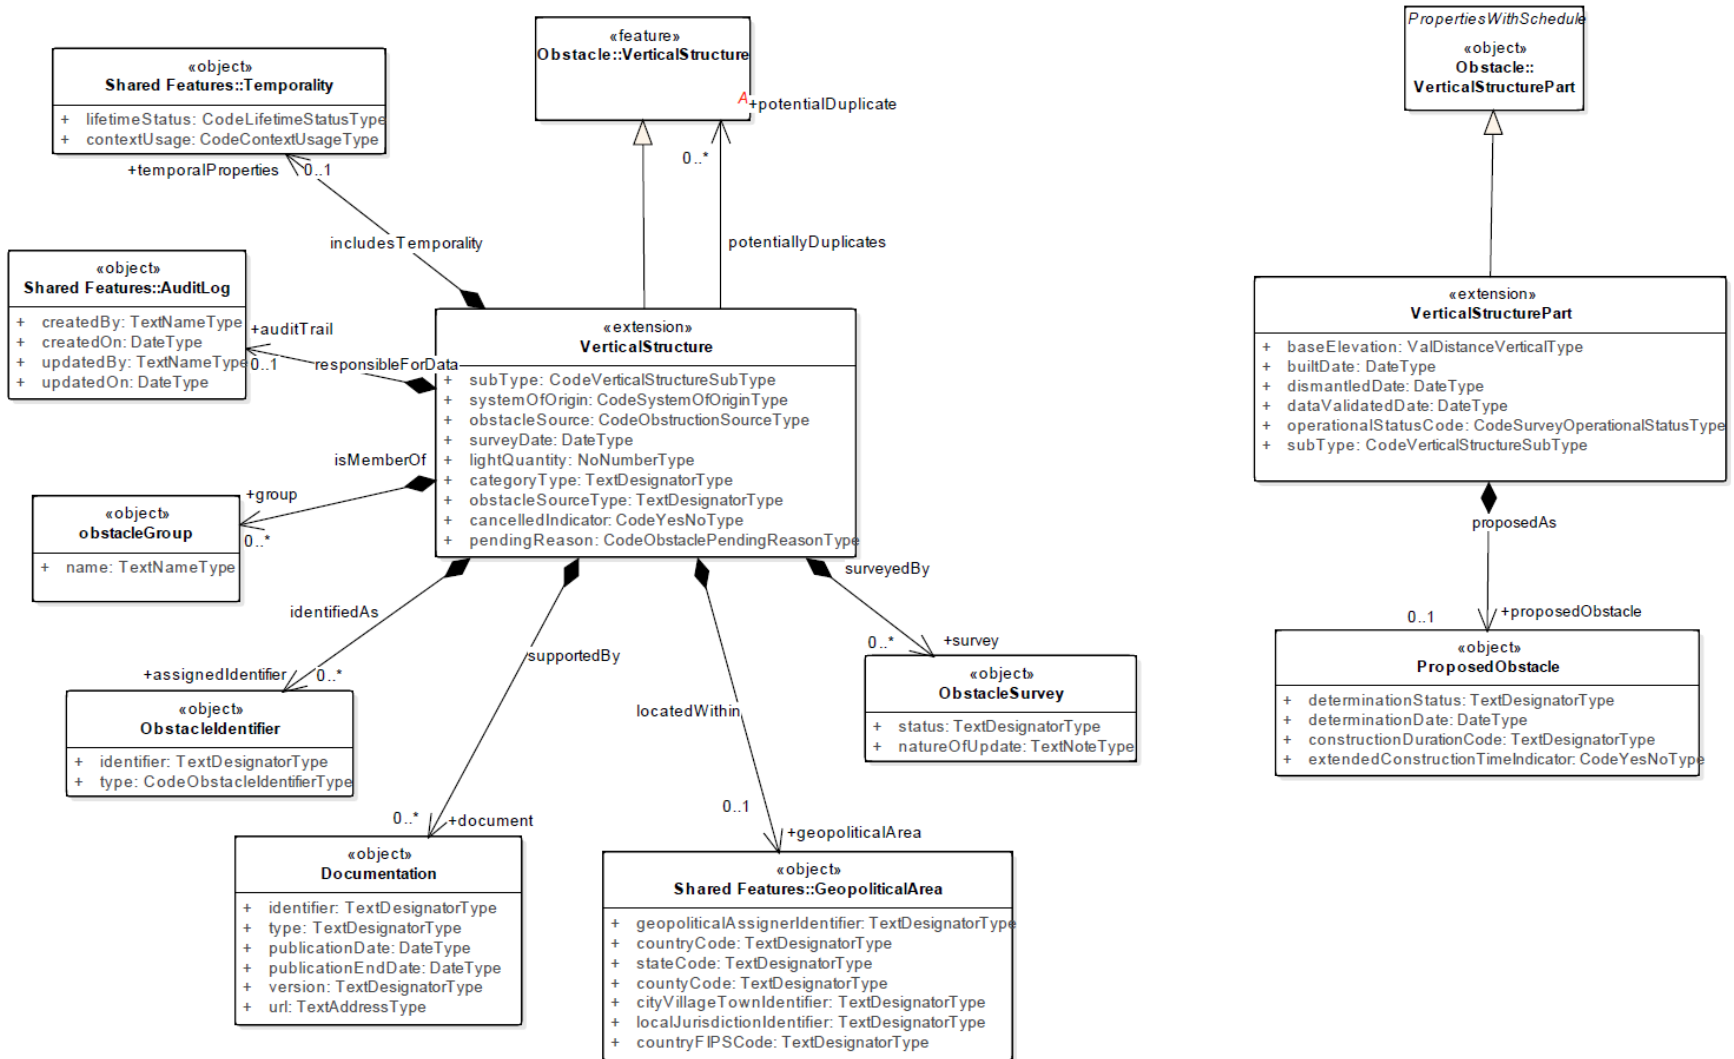 «object»
Shared Features::Temporality
+ lifetimeStatus: CodeLifetimeStatusType
+ contextUsage: CodeContextUsageType
+temporalProperties
0..1
includesTemporality
«feature»
Obstacle::VerticalStructure
A
+potentialDuplicate
0..*
potentiallyDuplicates
PropertiesWithSchedule
«object»
Obstacle::
VerticalStructurePart
«object»
Shared Features::AuditLog
+ createdBy: TextNameType
+ createdOn: DateType
+ updatedBy: TextNameType
+ updatedOn: DateType
+auditTrail
0..1
responsibleForData
«extension»
VerticalStructure
+ subType: CodeVerticalStructureSubType
+ systemOfOrigin: CodeSystemOfOriginType
+ obstacleSource: CodeObstructionSourceType
+ surveyDate: DateType
+ lightQuantity: NoNumberType
+ categoryType: TextDesignatorType
+ obstacleSourceType: TextDesignatorType
+ cancelledIndicator: CodeYesNoType
+ pendingReason: CodeObstaclePendingReasonType
«extension»
VerticalStructurePart
+ baseElevation: ValDistanceVerticalType
+ builtDate: DateType
+ dismantledDate: DateType
+ dataValidatedDate: DateType
+ operationalStatusCode: CodeSurveyOperationalStatusType
+ subType: CodeVerticalStructureSubType
isMemberOf
+group
0..*
«object»
obstacleGroup
+ name: TextNameType
proposedAs
0..1
+proposedObstacle
«object»
ProposedObstacle
+ determinationStatus: TextDesignatorType
+ determinationDate: DateType
+ constructionDurationCode: TextDesignatorType
+ extendedConstructionTimeIndicator: CodeYesNoType
identifiedAs
+assignedIdentifier
0..*
«object»
ObstacleIdentifier
+ identifier: TextDesignatorType
+ type: CodeObstacleIdentifierType
supportedBy
0..*
+document
«object»
Documentation
+ identifier: TextDesignatorType
+ type: TextDesignatorType
+ publicationDate: DateType
+ publicationEndDate: DateType
+ version: TextDesignatorType
+ url: TextAddressType
locatedWithin
0..1
+geopoliticalArea
«object»
Shared Features::GeopoliticalArea
+ geopoliticalAssignerIdentifier: TextDesignatorType
+ countryCode: TextDesignatorType
+ stateCode: TextDesignatorType
+ countyCode: TextDesignatorType
+ cityVillageTownIdentifier: TextDesignatorType
+ localJurisdictionIdentifier: TextDesignatorType
+ countryFIPSCode: TextDesignatorType
surveyedBy
0..*
+survey
«object»
ObstacleSurvey
+ status: TextDesignatorType
+ natureOfUpdate: TextNoteType